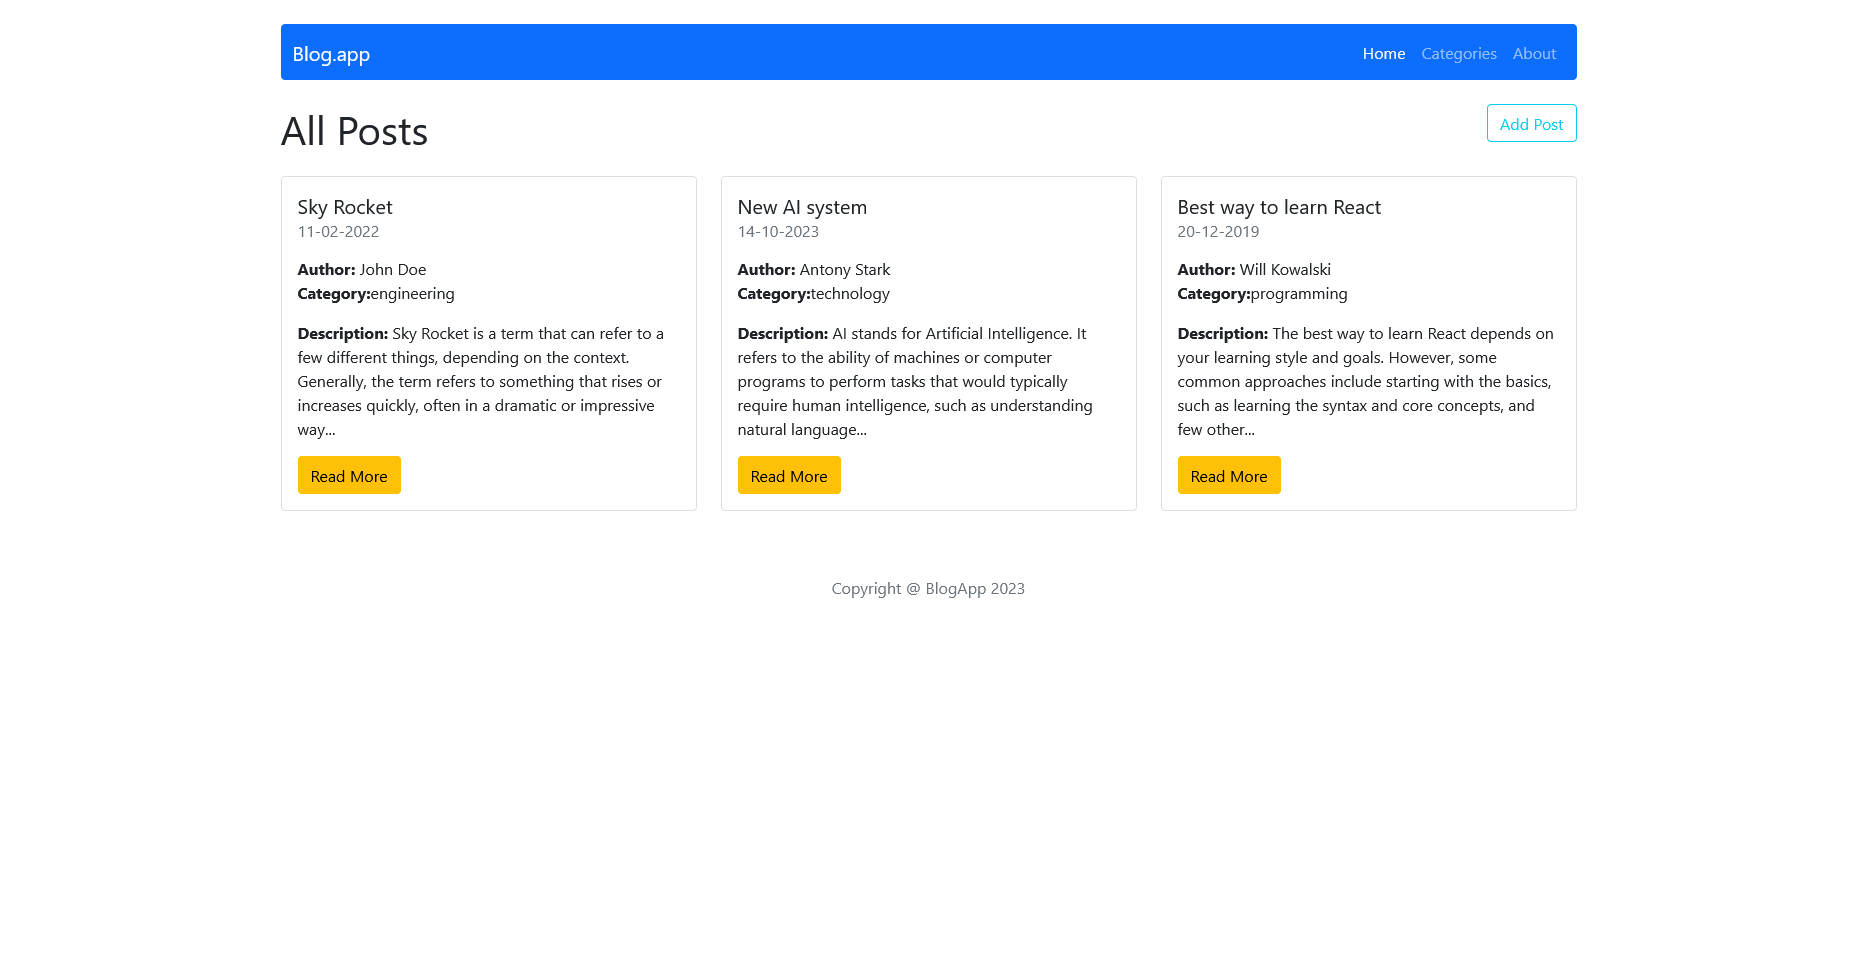 Blog.app
Home Categories About
All Posts
Add Post
Sky Rocket
11-02-2022
Author: John Doe
Category:engineering
Description: Sky Rocket is a term that can refer to a
few different things, depending on the context.
Generally, the term refers to something that rises or
increases quickly, often in a dramatic or impressive
way...
Read More
New AI system
14-10-2023
Author: Antony Stark
Category:technology
Description: AI stands for Artificial Intelligence. It
refers to the ability of machines or computer
programs to perform tasks that would typically
require human intelligence, such as understanding
natural language...
Read More
Best way to learn React
20-12-2019
Author: Will Kowalski
Category:programming
Description: The best way to learn React depends on
your learning style and goals. However, some
common approaches include starting with the basics,
such as learning the syntax and core concepts, and
few other...
Read More
Copyright @ BlogApp 2023